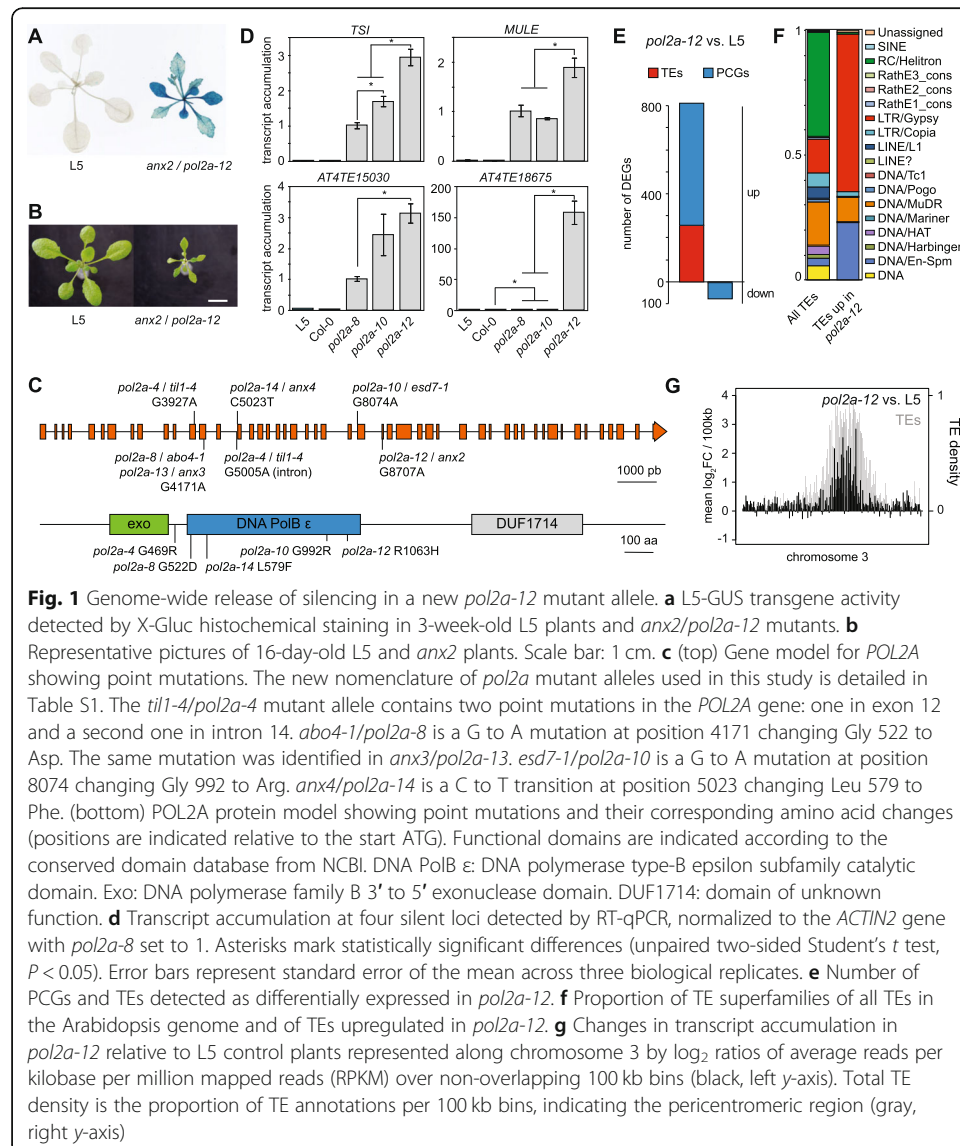 A
L5
anx2 / pol2a-12
B
L5
anx2 / pol2a-12
D
TSI
MULE
transcript accumulation
3
2
1
0
3
2
1
0
*
*
*
AT4TE15030
AT4TE18675
transcript accumulation
4
3
2
1
0
200
150
100
50
0
*
*
*
L5
Col-0
pol2a-8
pol2a-10
pol2a-12
L5
Col-0
pol2a-8
pol2a-10
pol2a-12
E
pol2a-12 vs. L5
TEs
PCGs
number of DEGs
800
400
0
100
up
down
F
1
0.5
0
All TEs
TEs up in
pol2a-12
Unassigned
SINE
RC/Helitron
RathE3_cons
RathE2_cons
RathE1_cons
LTR/Gypsy
LTR/Copia
LINE/L1
LINE?
DNA/Tc1
DNA/Pogo
DNA/MuDR
DNA/Mariner
DNA/HAT
DNA/Harbinger
DNA/En-Spm
DNA
C
pol2a-4 / til1-4
G3927A
pol2a-14 / anx4
C5023T
pol2a-10 / esd7-1
G8074A
pol2a-8 / abo4-1
pol2a-13 / anx3
G4171A
pol2a-4 / til1-4
G5005A (intron)
pol2a-12 / anx2
G8707A
1000 pb
exo
DNA PolB ε
DUF1714
pol2a-4 G469R
pol2a-8 G522D
pol2a-14 L579F
pol2a-10 G992R
pol2a-12 R1063H
100 aa
G
pol2a-12 vs. L5
TEs
mean log2FC / 100kb
4
3
2
1
0
-1
1
0
TE density
chromosome 3
Fig. 1 Genome-wide release of silencing in a new pol2a-12 mutant allele. a L5-GUS transgene activity
detected by X-Gluc histochemical staining in 3-week-old L5 plants and anx2/pol2a-12 mutants. b
Representative pictures of 16-day-old L5 and anx2 plants. Scale bar: 1 cm. c (top) Gene model for POL2A
showing point mutations. The new nomenclature of pol2a mutant alleles used in this study is detailed in
Table S1. The til1-4/pol2a-4 mutant allele contains two point mutations in the POL2A gene: one in exon 12
and a second one in intron 14. abo4-1/pol2a-8 is a G to A mutation at position 4171 changing Gly 522 to
Asp. The same mutation was identified in anx3/pol2a-13. esd7-1/pol2a-10 is a G to A mutation at position
8074 changing Gly 992 to Arg. anx4/pol2a-14 is a C to T transition at position 5023 changing Leu 579 to
Phe. (bottom) POL2A protein model showing point mutations and their corresponding amino acid changes
(positions are indicated relative to the start ATG). Functional domains are indicated according to the
conserved domain database from NCBI. DNA PolB ε: DNA polymerase type-B epsilon subfamily catalytic
domain. Exo: DNA polymerase family B 3′ to 5′ exonuclease domain. DUF1714: domain of unknown
function. d Transcript accumulation at four silent loci detected by RT-qPCR, normalized to the ACTIN2 gene
with pol2a-8 set to 1. Asterisks mark statistically significant differences (unpaired two-sided Student's t test,
P < 0.05). Error bars represent standard error of the mean across three biological replicates. e Number of
PCGs and TEs detected as differentially expressed in pol2a-12. f Proportion of TE superfamilies of all TEs in
the Arabidopsis genome and of TEs upregulated in pol2a-12. g Changes in transcript accumulation in
pol2a-12 relative to L5 control plants represented along chromosome 3 by log2 ratios of average reads per
kilobase per million mapped reads (RPKM) over non-overlapping 100 kb bins (black, left y-axis). Total TE
density is the proportion of TE annotations per 100 kb bins, indicating the pericentromeric region (gray,
right y-axis)